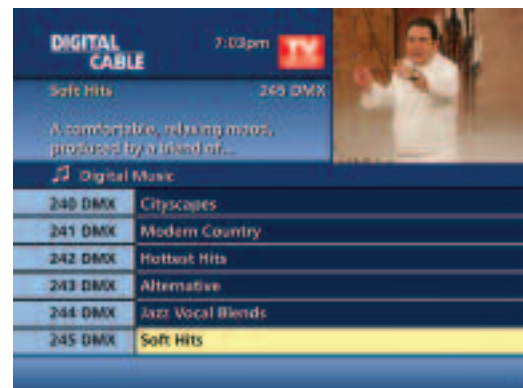 DIGITAL
CABLE
7:03pm
TV
Soft Hits 245 DMX
A comfortable, relaxing mood,
produced by a blend of...
Digital Music
240 DMX Cityscapes
241 DMX Modern Country
242 DMX Hottest Hits
243 DMX Alternative
244 DMX Jazz Vocal Blends
245 DMX Soft Hits